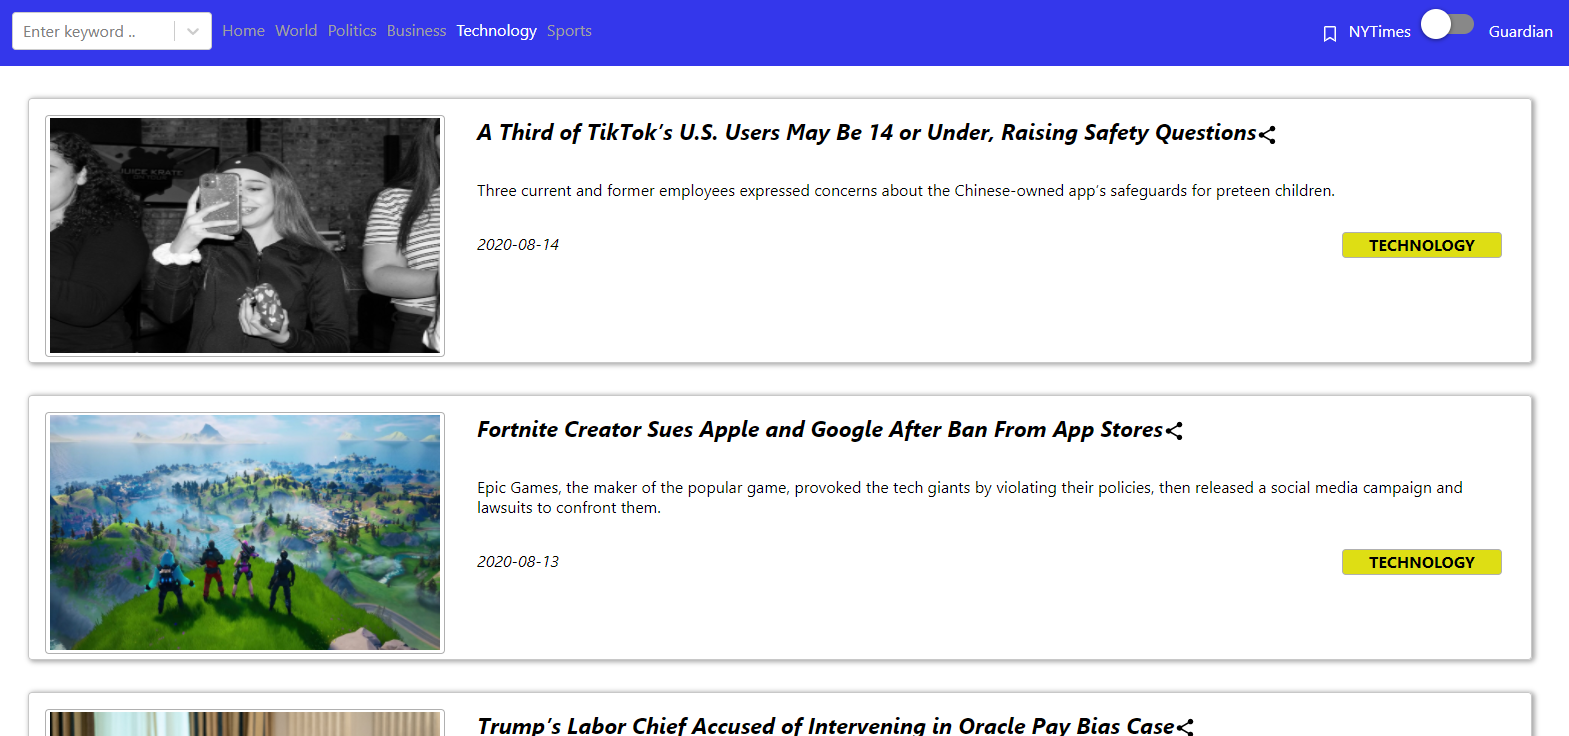 Enter keyword .. Home World Politics Business Technology Sports NYTimes Guardian
A Third of TikTok’s U.S. Users May Be 14 or Under, Raising Safety Questions
JUICE KRATE
Three current and former employees expressed concerns about the Chinese-owned app’s safeguards for preteen children.
2020-08-14 TECHNOLOGY
Fortnite Creator Sues Apple and Google After Ban From App Stores
Epic Games, the maker of the popular game, provoked the tech giants by violating their policies, then released a social media campaign and
lawsuits to confront them.
2020-08-13 TECHNOLOGY
Trump’s Labor Chief Accused of Intervening in Oracle Pay Bias Case